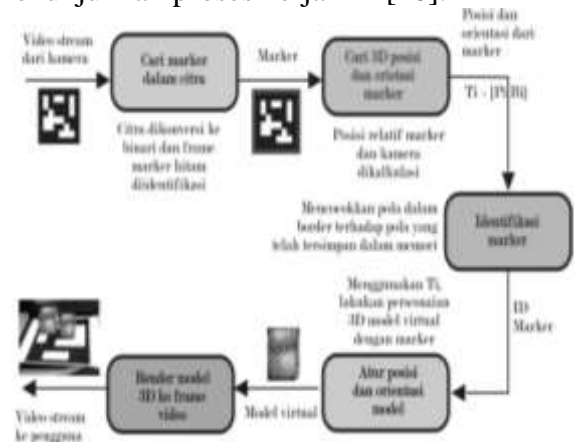 Video stream
dari kamera
Cari marker
dalam citra
Citra dikonversi ke
binari dan frame
marker hitam
diidentifikasi
Marker
Cari 3D posisi
dan orietasi
marker
Posisi relatif marker
dan kamera
dikalkulasi
Posisi dan
orientasi dari
marker
Ti - [Pi Ri]
Identifikasi
marker
Mencocokkan pola dalam
border terhadap pola yang
telah tersimpan dalam memori
ID
Marker
Menggunakan Ti,
lakukan penyesuaian
3D model virtual
dengan marker
Atur posisi
dan orientasi
model
Model virtual
Render model
3D ke frame
video
Video stream
ke pengguna